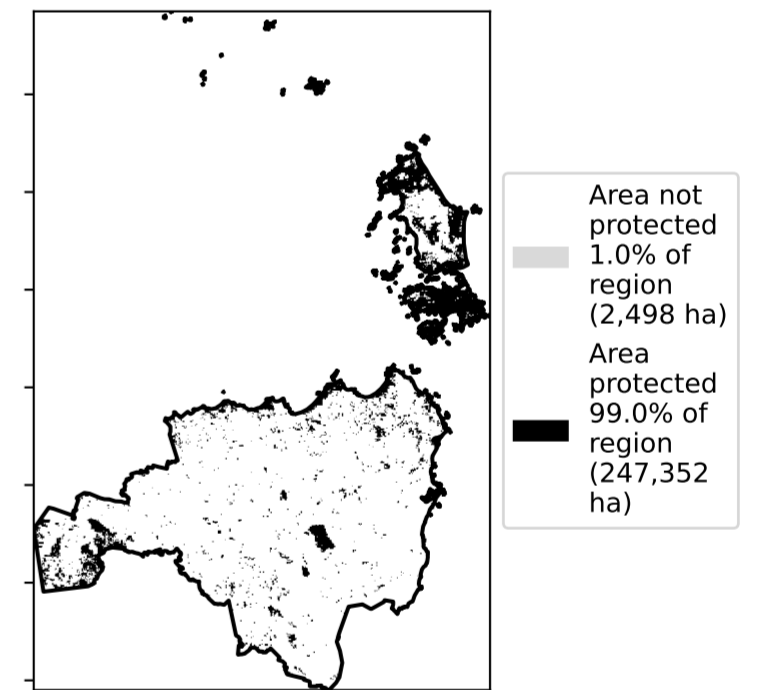 Area not
protected
1.0% of
region
(2,498 ha)
Area
protected
99.0% of
region
(247,352
ha)